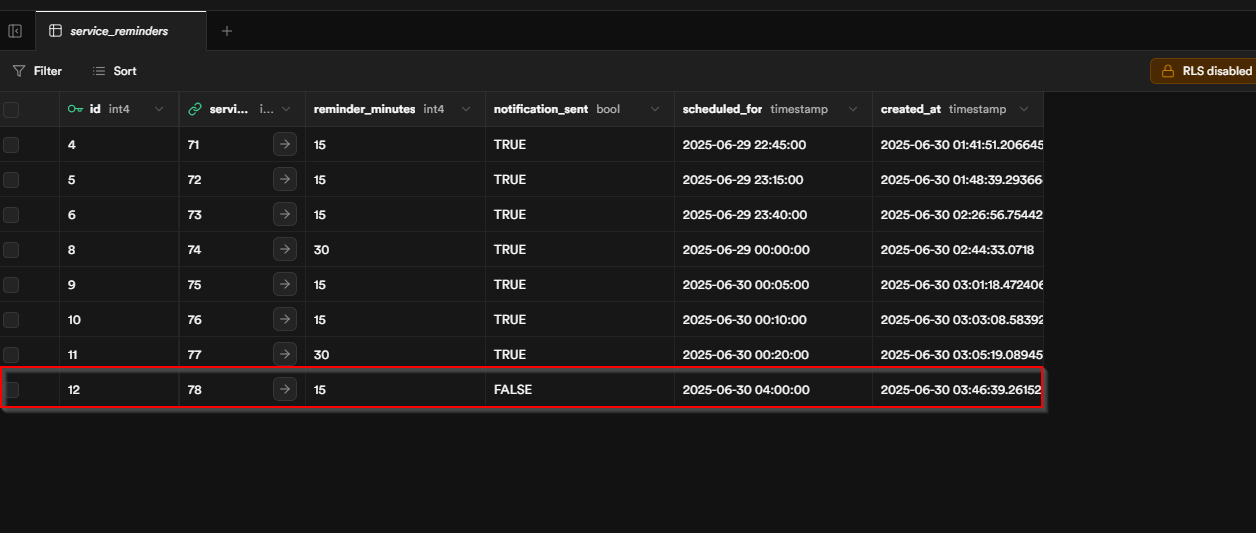 service_reminders
Filter Sort RLS disabled
id int4 servi... i... reminder_minutes int4 notification_sent bool scheduled_for timestamp created_at timestamp
4 71 15 TRUE 2025-06-29 22:45:00 2025-06-30 01:41:51.206645
5 72 15 TRUE 2025-06-29 23:15:00 2025-06-30 01:48:39.29366
6 73 15 TRUE 2025-06-29 23:40:00 2025-06-30 02:26:56.75442
8 74 30 TRUE 2025-06-29 00:00:00 2025-06-30 02:44:33.0718
9 75 15 TRUE 2025-06-30 00:05:00 2025-06-30 03:01:18.472406
10 76 15 TRUE 2025-06-30 00:10:00 2025-06-30 03:03:08.58392
11 77 30 TRUE 2025-06-30 00:20:00 2025-06-30 03:05:19.08945
12 78 15 FALSE 2025-06-30 04:00:00 2025-06-30 03:46:39.26152